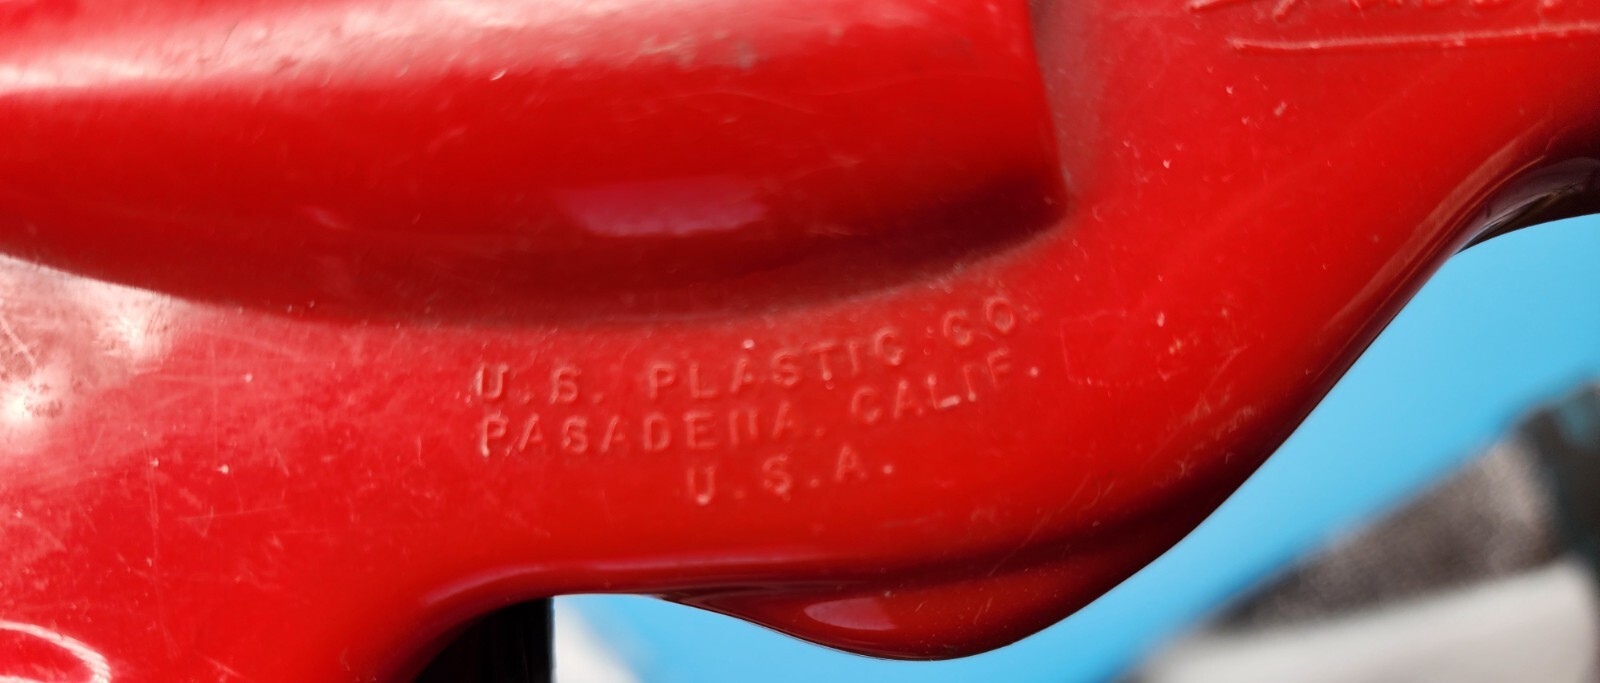 U.S. PLASTIC CO.
PASADENA, CALIF.
U.S.A.